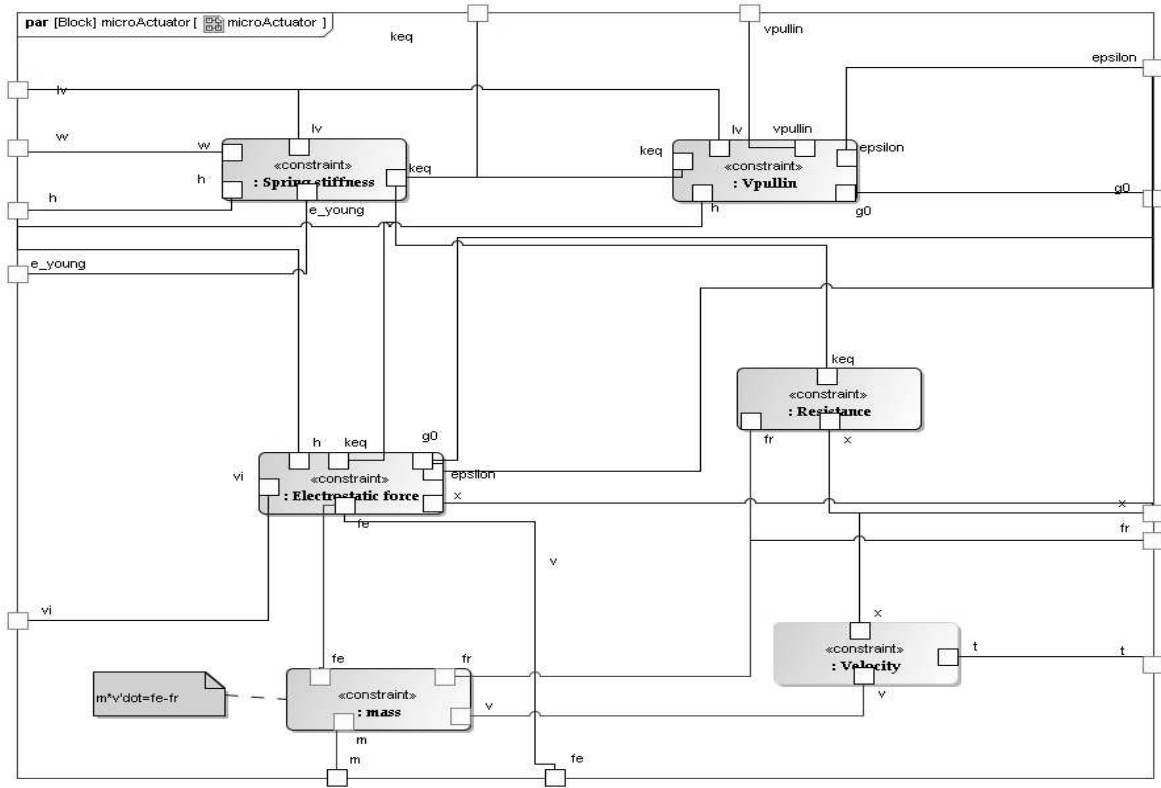 par [Block] microActuator [ microActuator ]
keq
vpullin
epsilon
lv
lv
lv
vpullin
w
w
«constraint»
: Spring stiffness
keq
keq
«constraint»
: Vpullin
epsilon
h
h
e_young
h
g0
g0
e_young
keq
«constraint»
: Resistance
fr
x
h
keq
g0
vi
«constraint»
: Electrostatic force
epsilon
x
x
fe
fr
v
vi
x
«constraint»
: Velocity
t
t
v
fe
fr
m*v'dot=fe-fr
«constraint»
: mass
v
m
m
fe